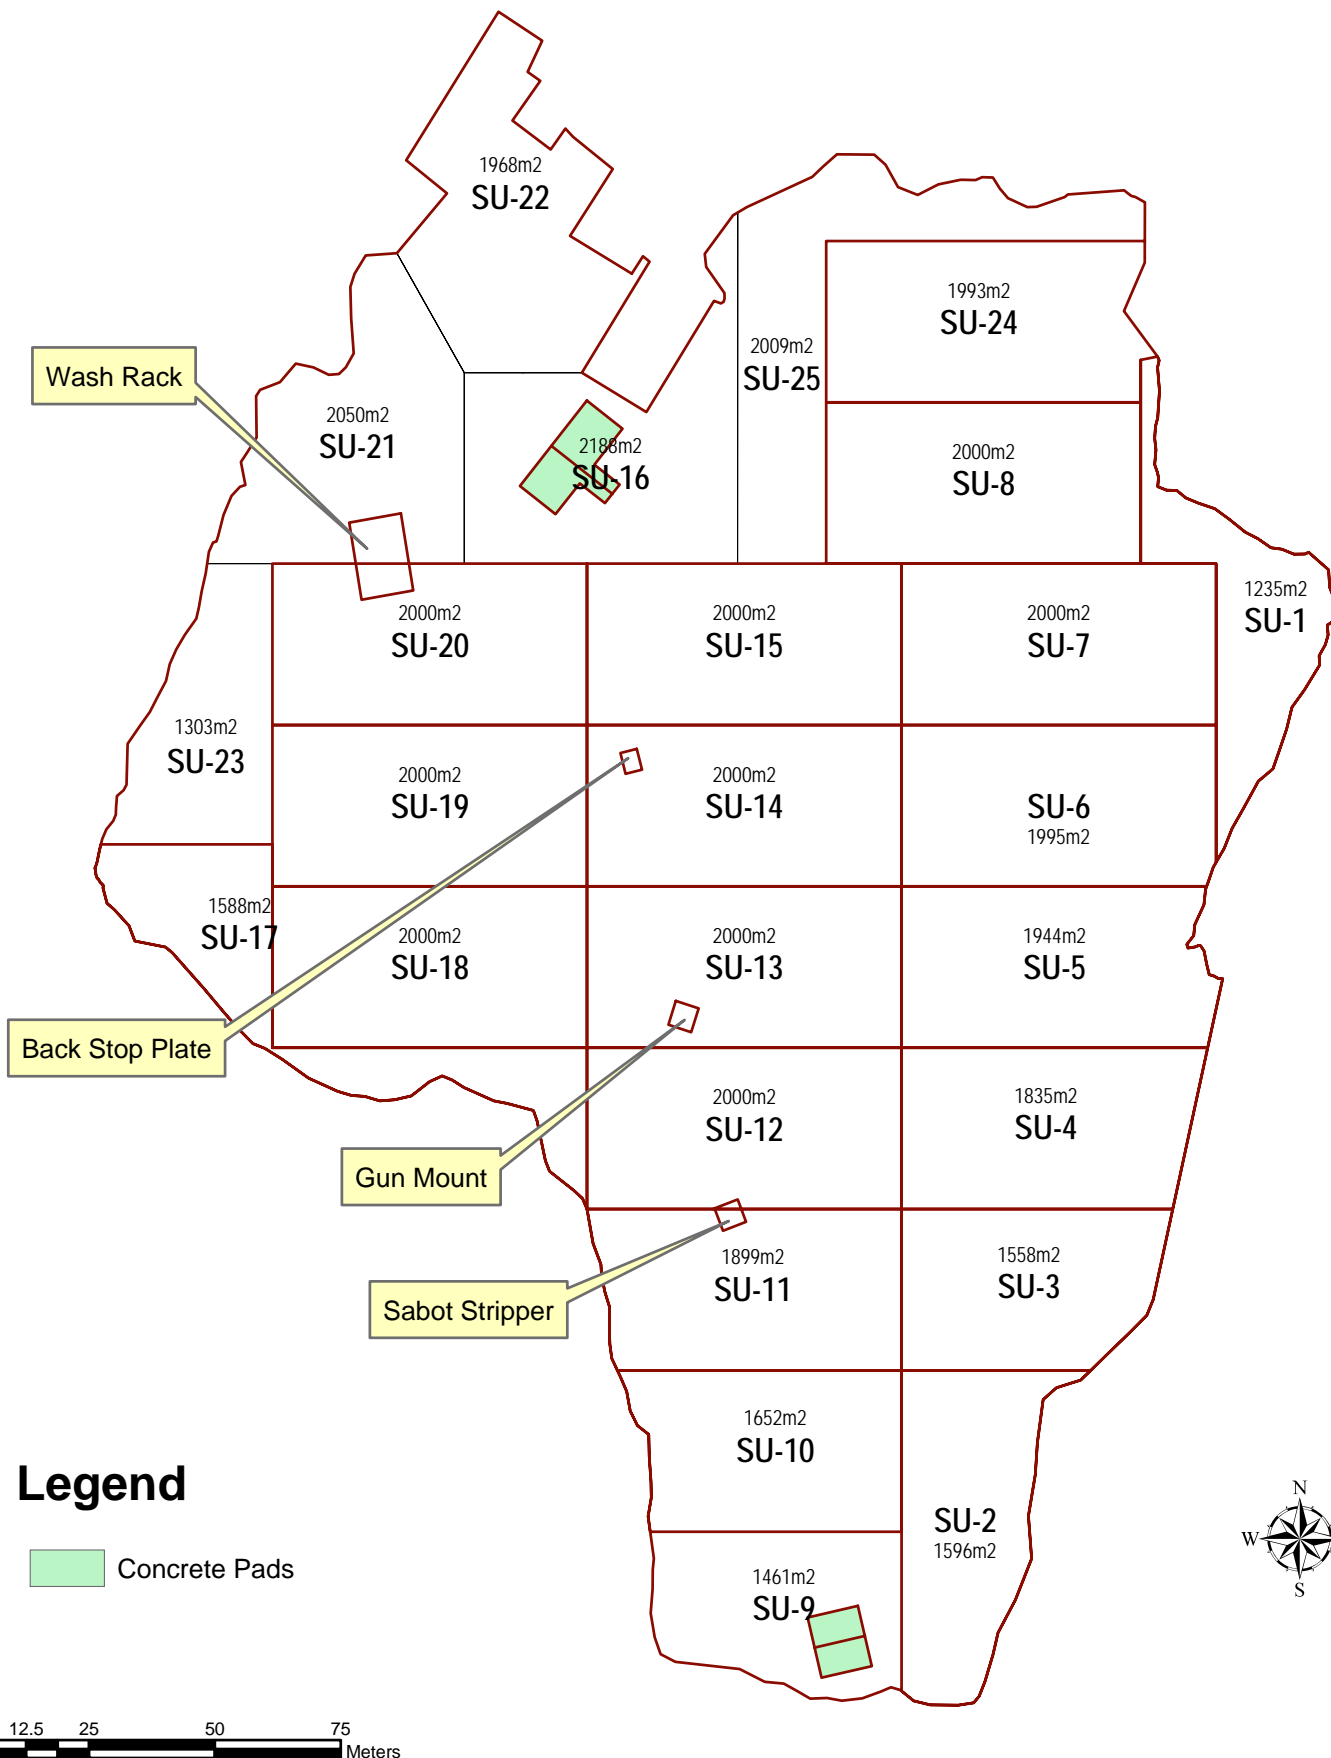 1968m2
SU-22
1993m2
SU-24
2009m2
SU-25
Wash Rack
2050m2
SU-21
2188m2
SU-16
2000m2
SU-8
1235m2
SU-1
2000m2
SU-20
2000m2
SU-15
2000m2
SU-7
1303m2
SU-23
2000m2
SU-19
2000m2
SU-14
SU-6
1995m2
1588m2
SU-17
2000m2
SU-18
2000m2
SU-13
1944m2
SU-5
Back Stop Plate
2000m2
SU-12
1835m2
SU-4
Gun Mount
1899m2
SU-11
1558m2
SU-3
Sabot Stripper
1652m2
SU-10
Legend
Concrete Pads
SU-2
1596m2
1461m2
SU-9
N
W
S
12.5 25 50 75
Meters